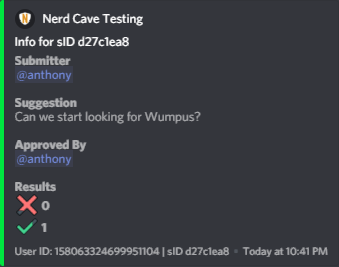 Nerd Cave Testing
Info for sID d27c1ea8
Submitter
@anthony
Suggestion
Can we start looking for Wumpus?
Approved By
@anthony
Results
0
1
User ID: 158063324699951104 | sID d27c1ea8 • Today at 10:41 PM